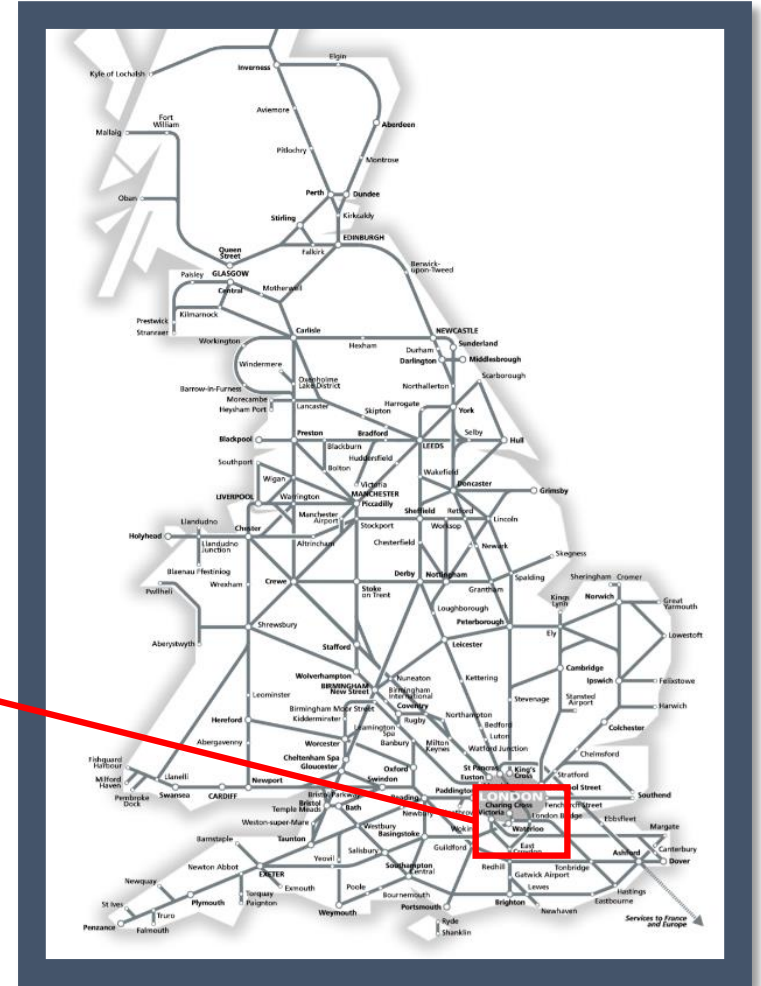 Elgin
Inverness
Kyle of Lochalsh
Aviemore
Fort
William
Aberdeen
Mallaig
Pitlochry
Montrose
Perth
Dundee
Oban
Stirling
Kirkcaldy
EDINBURGH
Queen
Street
Falkirk
Berwick-
upon-Tweed
Paisley
GLASGOW
Central
Motherwell
Kilmarnock
Prestwick
Stranraer
Carlisle
NEWCASTLE
Workington
Hexham
Sunderland
Durham
Darlington
Middlesbrough
Windermere
Scarborough
Oxenholme
Lake District
Northallerton
Barrow-in-Furness
Morecambe
Heysham Port
Lancaster
Harrogate
Skipton
York
Preston
Bradford
Selby
Blackpool
Blackburn
LEEDS
Hull
Southport
Huddersfield
Bolton
Wakefield
Wigan
Victoria
Doncaster
LIVERPOOL
Warrington
MANCHESTER
Piccadilly
Grimsby
Manchester
Airport
Sheffield
Retford
Llandudno
Chester
Stockport
Worksop
Lincoln
Holyhead
Llandudno
Junction
Altrincham
Chesterfield
Newark
Skegness
Blaenau Ffestiniog
Derby
Nottingham
Spalding
Sheringham
Cromer
Wrexham
Crewe
Stoke
on Trent
Grantham
Kings
Lynn
Norwich
Great
Yarmouth
Pwllheli
Loughborough
Peterborough
Shrewsbury
Ely
Lowestoft
Aberystwyth
Stafford
Leicester
Wolverhampton
Nuneaton
Kettering
Cambridge
BIRMINGHAM
New Street
Birmingham
International
Ipswich
Felixstowe
Leominster
Coventry
Stevenage
Stansted
Airport
Birmingham Moor Street
Kidderminster
Rugby
Northampton
Harwich
Hereford
Leamington
Spa
Bedford
Colchester
Abergavenny
Worcester
Banbury
Milton
Keynes
Luton
Watford Junction
Chelmsford
Cheltenham Spa
Gloucester
Oxford
St Pancras
Euston
King's
Cross
Stratford
Fishguard
Harbour
Llanelli
Newport
Swindon
Paddington
Milford
Haven
Swansea
CARDIFF
Bristol Parkway
Reading
LONDON
Southend
Pembroke
Dock
Bristol
Temple Meads
Bath
Newbury
Charing Cross
Victoria
Fenchurch Street
London Bridge
Ebbsfleet
Weston-super-Mare
Westbury
Basingstoke
Waterloo
Margate
Barnstaple
Taunton
Salisbury
Guildford
East
Croydon
Ashford
Canterbury
Dover
Newton Abbot
Yeovil
Southampton
Central
Redhill
Tonbridge
Gatwick Airport
EXETER
Newquay
Exmouth
Poole
Lewes
Hastings
St Ives
Plymouth
Torquay
Paignton
Bournemouth
Eastbourne
Truro
Weymouth
Portsmouth
Brighton
Newhaven
Penzance
Falmouth
Ryde
Shanklin
Services to France
and Europe